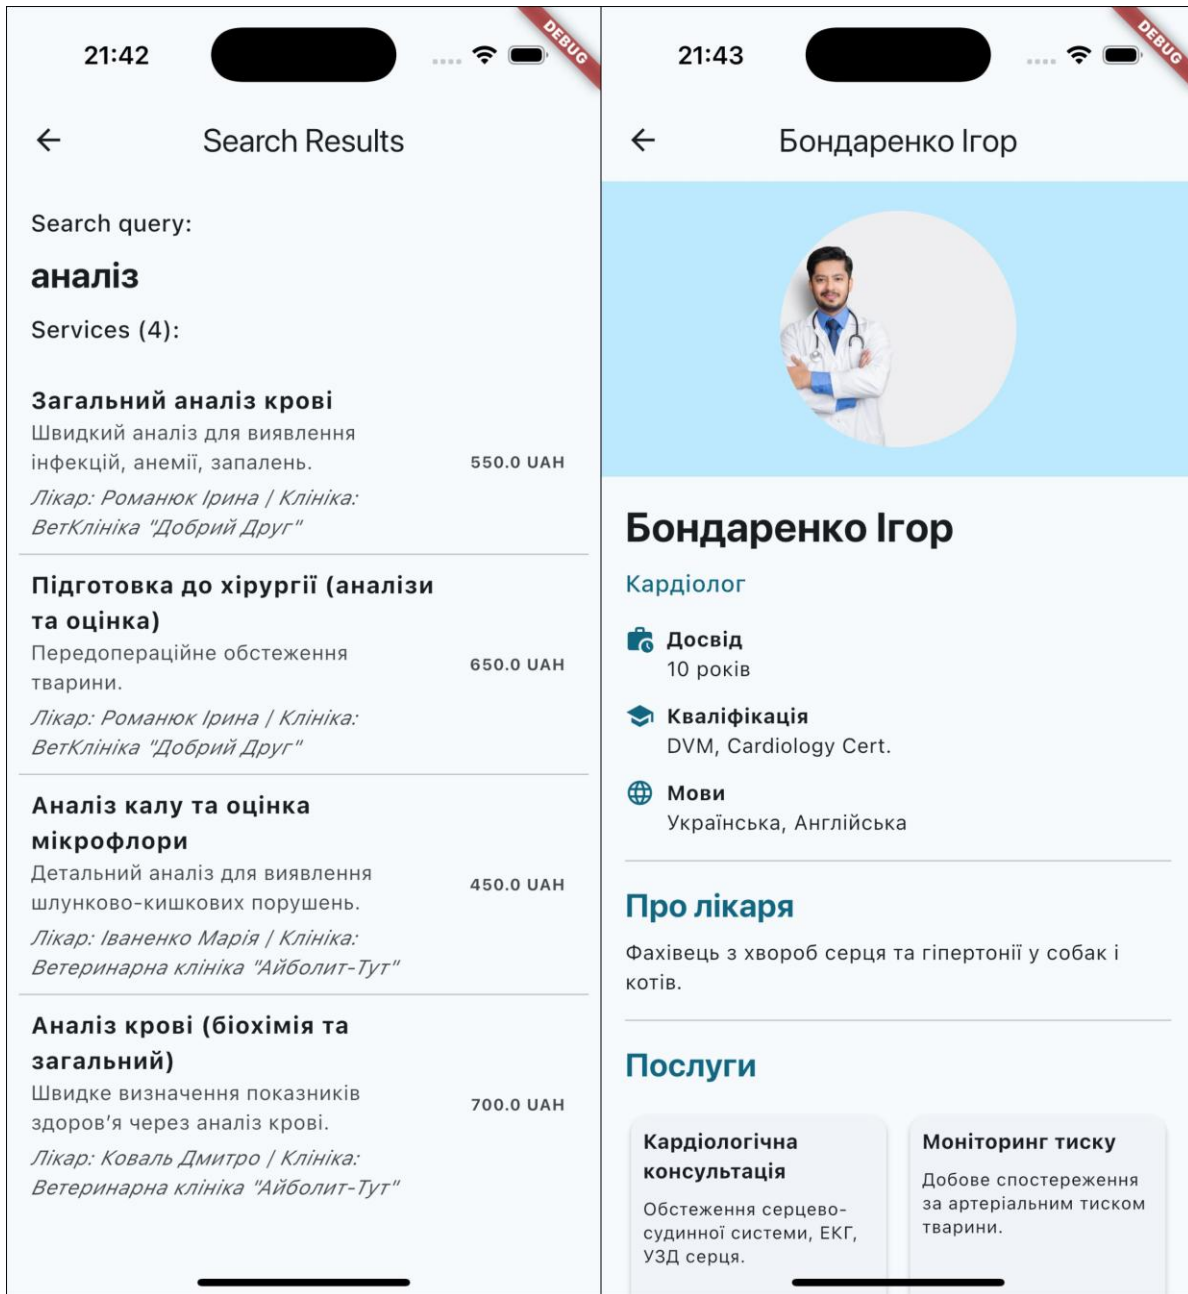 21:42
DEBUG
Search Results
Search query:
аналіз
Services (4):
Загальний аналіз крові
Швидкий аналіз для виявлення
інфекцій, анемії, запалень.
550.0 UAH
Лікар: Романюк Ірина | Клініка:
ВетКлініка "Добрий Друг"
Підготовка до хірургії (аналізи
та оцінка)
Передопераційне обстеження
тварини.
650.0 UAH
Лікар: Романюк Ірина | Клініка:
ВетКлініка "Добрий Друг"
Аналіз калу та оцінка
мікрофлори
Детальний аналіз для виявлення
шлунково-кишкових порушень.
450.0 UAH
Лікар: Іваненко Марія | Клініка:
Ветеринарна клініка "Айболит-Тут"
Аналіз крові (біохімія та
загальний)
Швидке визначення показників
здоров’я через аналіз крові.
700.0 UAH
Лікар: Коваль Дмитро | Клініка:
Ветеринарна клініка "Айболит-Тут"
21:43
DEBUG
Бондаренко Ігор
Бондаренко Ігор
Кардіолог
Досвід
10 років
Кваліфікація
DVM, Cardiology Cert.
Мови
Українська, Англійська
Про лікаря
Фахівець з хвороб серця та гіпертонії у собак і
котів.
Послуги
Кардіологічна
консультація
Обстеження серцево-
судинної системи, ЕКГ,
УЗД серця.
Моніторинг тиску
Добове спостереження
за артеріальним тиском
тварини.